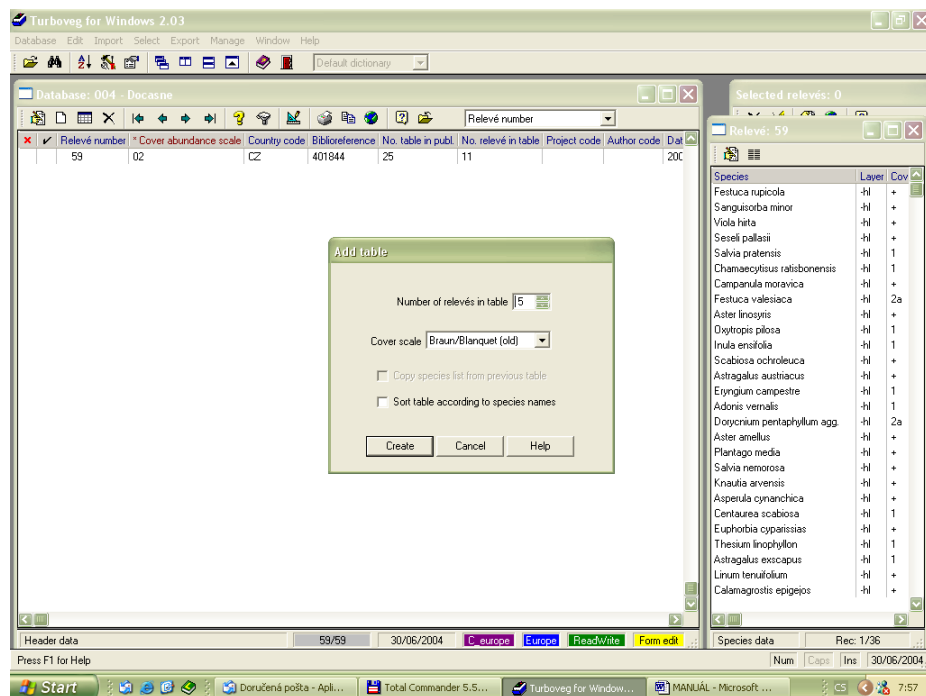 Turboveg for Windows 2.03
Database Edit Import Select Export Manage Window Help
Default dictionary
Database: 004 - Docasne
Relevé number
Relevé number * Cover abundance scale Country code Biblioreference No. table in publ. No. relevé in table Project code Author code Dat
59 02 CZ 401844 25 11 200
Add table
Number of relevés in table 5
Cover scale Braun/Blanquet (old)
Copy species list from previous table
Sort table according to species names
Create Cancel Help
Header data 59/59 30/06/2004 C_europe Europe ReadWrite Form edit
Selected relevés: 0
Relevé: 59
Species Layer Cov
Festuca rupicola -hl +
Sanguisorba minor -hl +
Viola hirta -hl +
Seseli pallasii -hl +
Salvia pratensis -hl 1
Chamaecytisus ratisbonensis -hl 1
Campanula moravica -hl +
Festuca valesiaca -hl 2a
Aster linosyris -hl +
Oxytropis pilosa -hl 1
Inula ensifolia -hl 1
Scabiosa ochroleuca -hl +
Astragalus austriacus -hl +
Eryngium campestre -hl 1
Adonis vernalis -hl 1
Dorycnium pentaphyllum agg. -hl 2a
Aster amellus -hl +
Plantago media -hl +
Salvia nemorosa -hl +
Knautia arvensis -hl +
Asperula cynanchica -hl +
Centaurea scabiosa -hl 1
Euphorbia cyparissias -hl +
Thesium linophyllon -hl 1
Astragalus exscapus -hl 1
Linum tenuifolium -hl +
Calamagrostis epigejos -hl +
Species data Rec: 1/36
Press F1 for Help
Num Caps Ins 30/06/2004
Start Doručená pošta - Apli... Total Commander 5.5... Turboveg for Window... MANUÁL - Microsoft ... CS 7:57